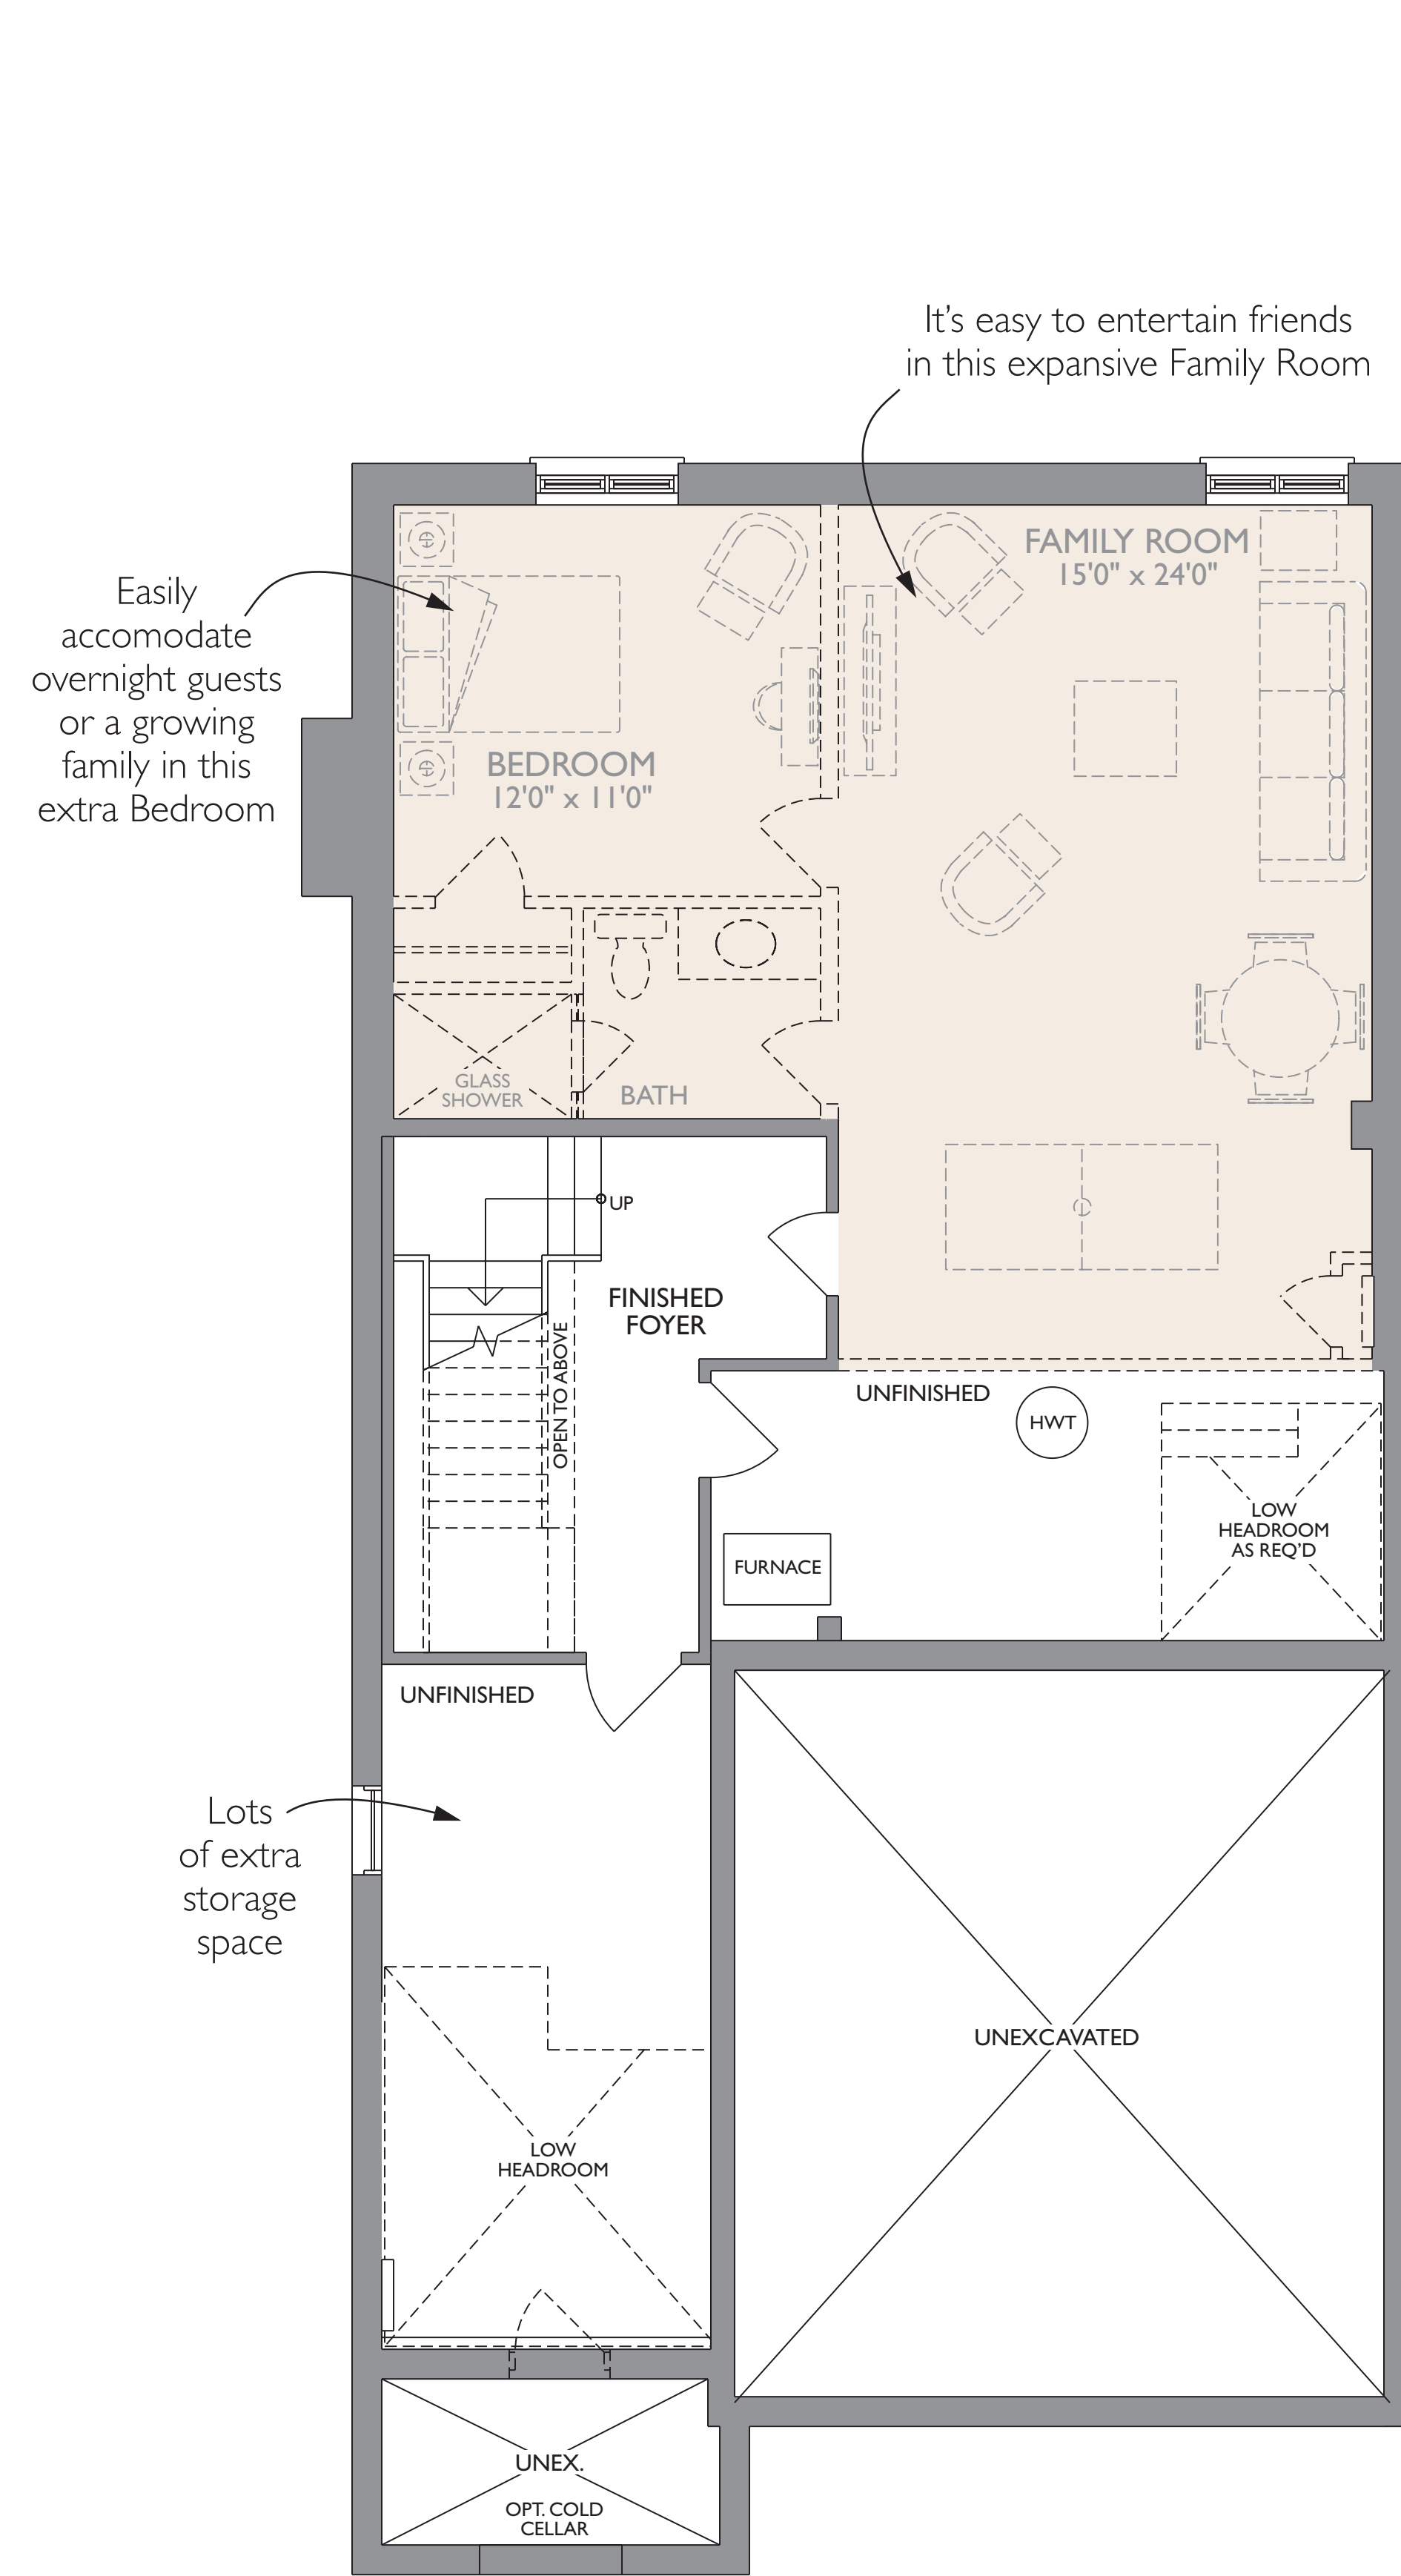 It's easy to entertain friends
in this expansive Family Room
Easily
accomodate
overnight guests
or a growing
family in this
extra Bedroom
FAMILY ROOM
15'0" x 24'0"
BEDROOM
12'0" x 11'0"
GLASS
SHOWER
BATH
UP
FINISHED
FOYER
OPEN TO ABOVE
UNFINISHED
HWT
LOW
HEADROOM
AS REQ'D
FURNACE
UNFINISHED
Lots
of extra
storage
space
UNEXCAVATED
LOW
HEADROOM
UNEX.
OPT. COLD
CELLAR